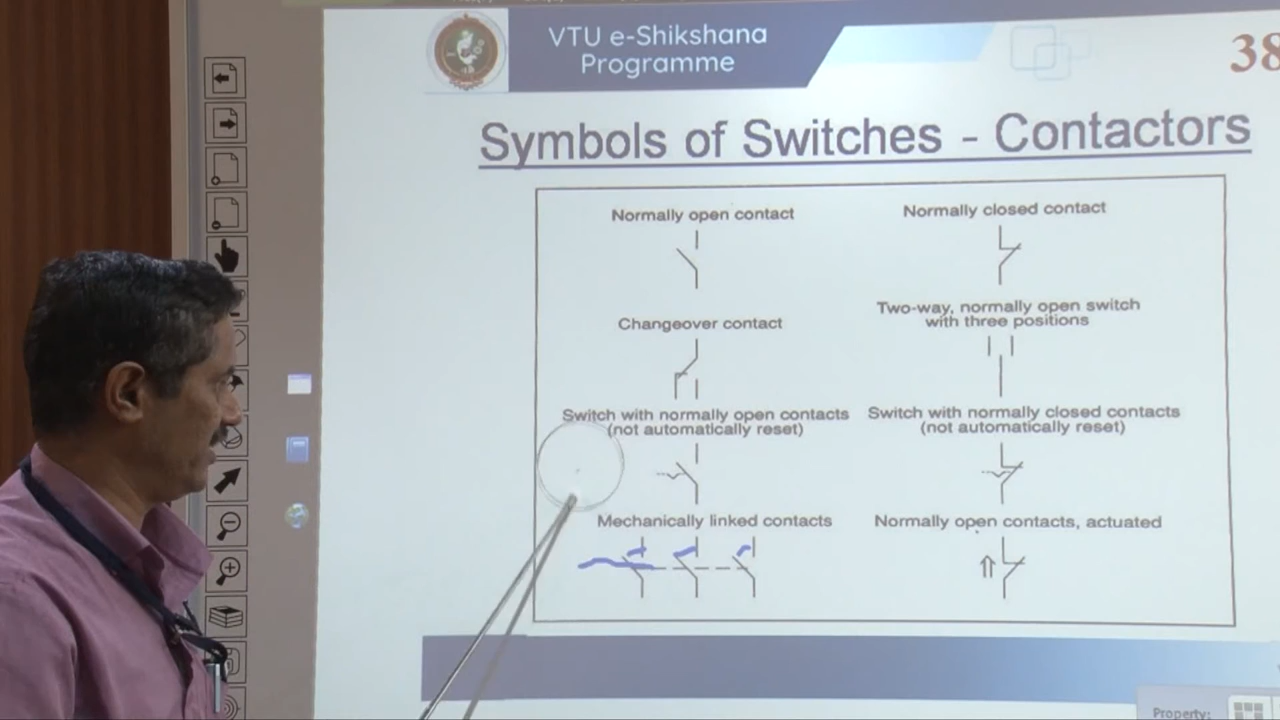 VTU e-Shikshana
Programme
38
Symbols of Switches - Contactors
Normally open contact
Normally closed contact
Changeover contact
Two-way, normally open switch
with three positions
Switch with normally open contacts
(not automatically reset)
Switch with normally closed contacts
(not automatically reset)
Mechanically linked contacts
Normally open contacts, actuated
Property: